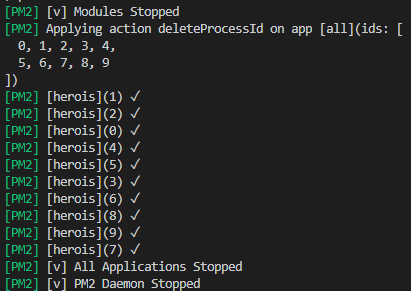 [PM2] [v] Modules Stopped
[PM2] Applying action deleteProcessId on app [all](ids: [
  0, 1, 2, 3, 4,
  5, 6, 7, 8, 9
])
[PM2] [herois](1) ✓
[PM2] [herois](2) ✓
[PM2] [herois](0) ✓
[PM2] [herois](4) ✓
[PM2] [herois](5) ✓
[PM2] [herois](3) ✓
[PM2] [herois](6) ✓
[PM2] [herois](8) ✓
[PM2] [herois](9) ✓
[PM2] [herois](7) ✓
[PM2] [v] All Applications Stopped
[PM2] [v] PM2 Daemon Stopped